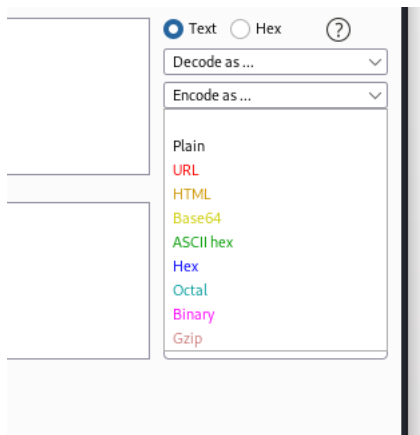 Text Hex ?
Decode as ...
Encode as ...
Plain
URL
HTML
Base64
ASCII hex
Hex
Octal
Binary
Gzip